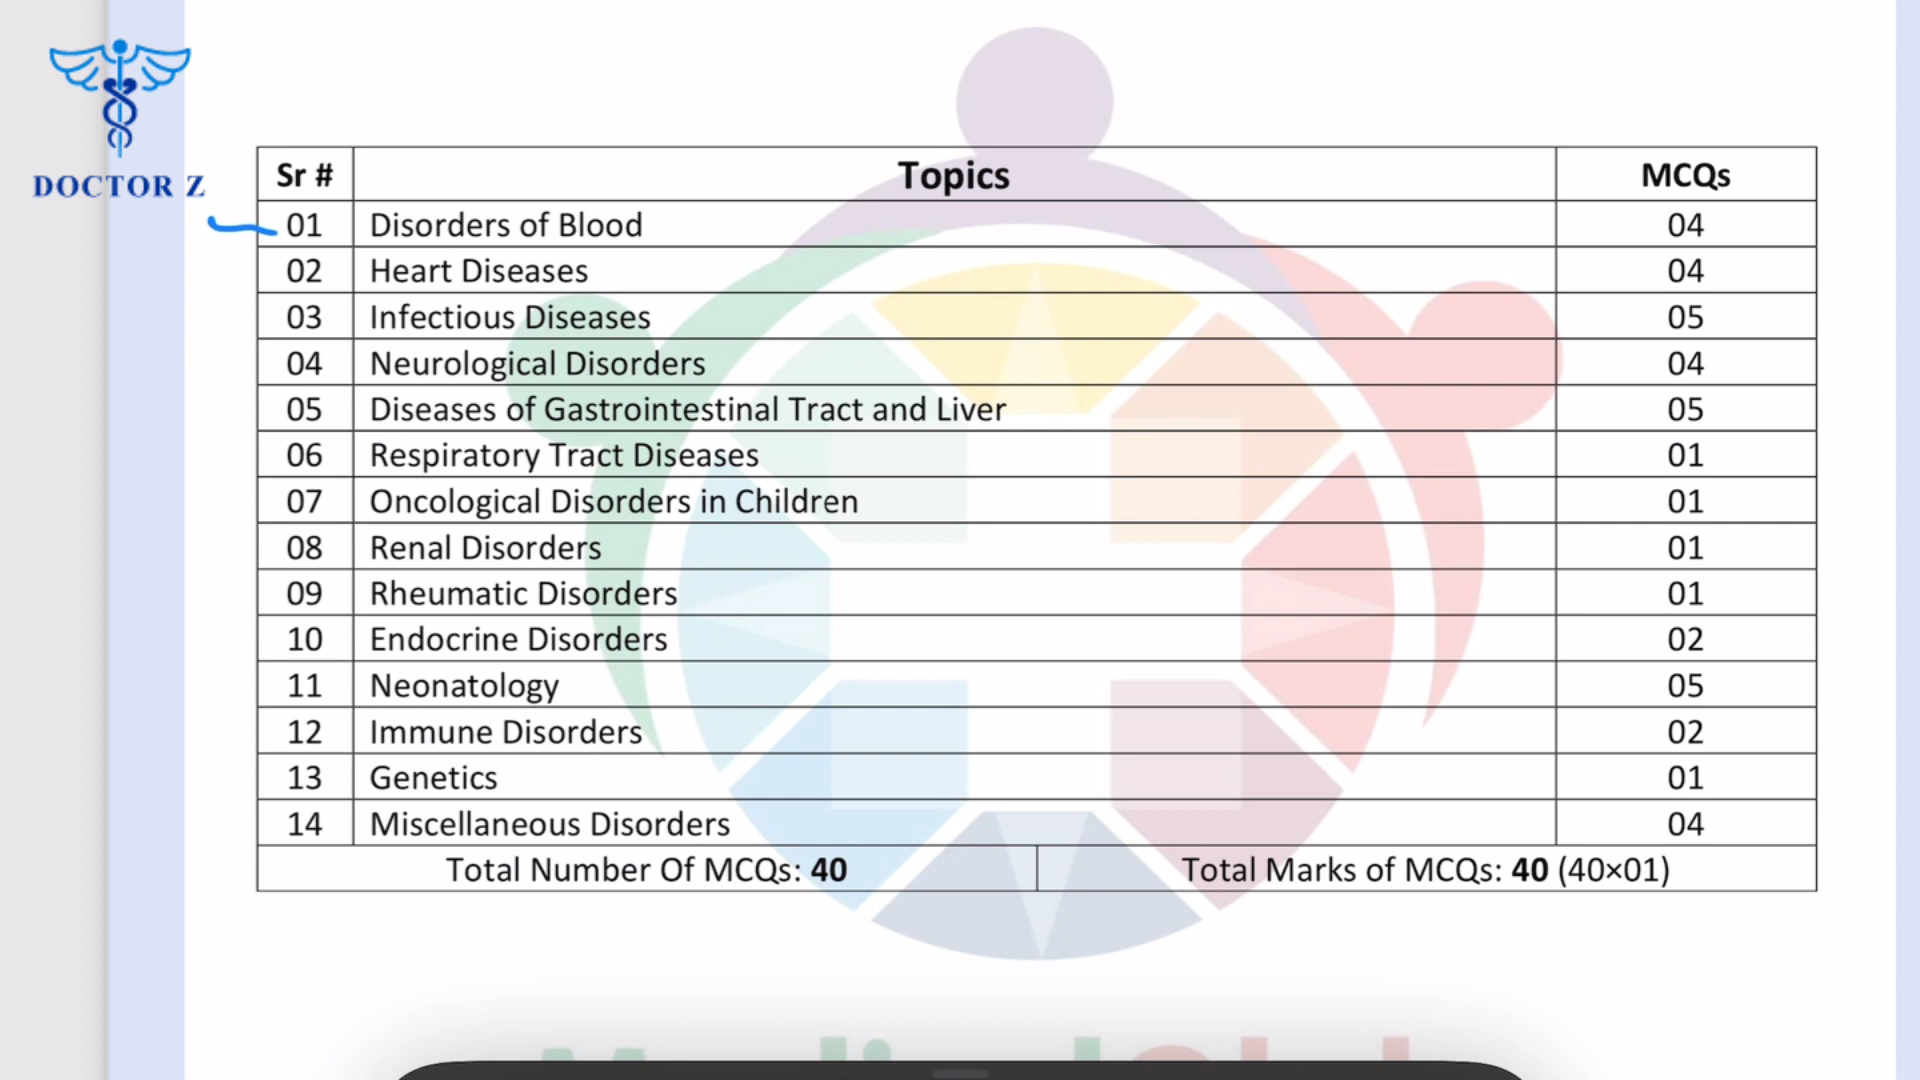 DOCTOR Z
Sr # Topics MCQs
01 Disorders of Blood 04
02 Heart Diseases 04
03 Infectious Diseases 05
04 Neurological Disorders 04
05 Diseases of Gastrointestinal Tract and Liver 05
06 Respiratory Tract Diseases 01
07 Oncological Disorders in Children 01
08 Renal Disorders 01
09 Rheumatic Disorders 01
10 Endocrine Disorders 02
11 Neonatology 05
12 Immune Disorders 02
13 Genetics 01
14 Miscellaneous Disorders 04
Total Number Of MCQs: 40 Total Marks of MCQs: 40 (40×01)